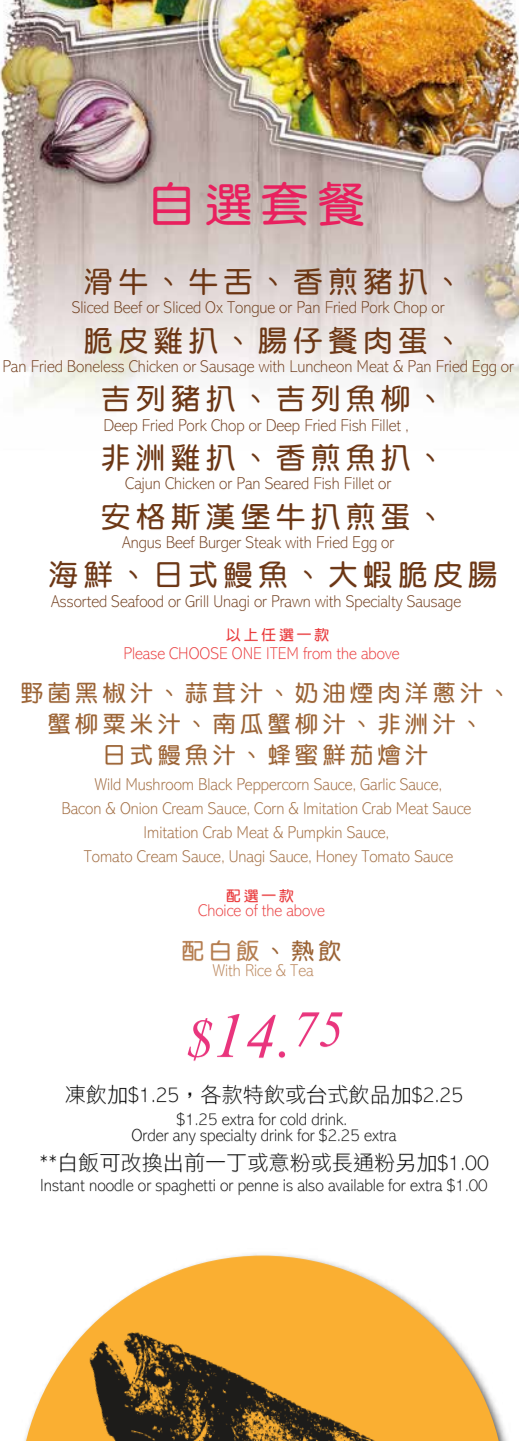 自選套餐
滑牛、牛舌、香煎豬扒、
Sliced Beef or Sliced Ox Tongue or Pan Fried Pork Chop or
脆皮雞扒、腸仔餐肉蛋、
Pan Fried Boneless Chicken or Sausage with Luncheon Meat & Pan Fried Egg or
吉列豬扒、吉列魚柳、
Deep Fried Pork Chop or Deep Fried Fish Fillet ,
非洲雞扒、香煎魚扒、
Cajun Chicken or Pan Seared Fish Fillet or
安格斯漢堡牛扒煎蛋、
Angus Beef Burger Steak with Fried Egg or
海鮮、日式鰻魚、大蝦脆皮腸
Assorted Seafood or Grill Unagi or Prawn with Specialty Sausage
以上任選一款
Please CHOOSE ONE ITEM from the above
野菌黑椒汁、蒜茸汁、奶油煙肉洋蔥汁、
蟹柳粟米汁、南瓜蟹柳汁、非洲汁、
日式鰻魚汁、蜂蜜鮮茄燴汁
Wild Mushroom Black Peppercorn Sauce, Garlic Sauce,
Bacon & Onion Cream Sauce, Corn & Imitation Crab Meat Sauce
Imitation Crab Meat & Pumpkin Sauce,
Tomato Cream Sauce, Unagi Sauce, Honey Tomato Sauce
配選一款
Choice of the above
配白飯、熱飲
With Rice & Tea
$14.75
凍飲加$1.25，各款特飲或台式飲品加$2.25
$1.25 extra for cold drink.
Order any specialty drink for $2.25 extra
**白飯可改換出前一丁或意粉或長通粉另加$1.00
Instant noodle or spaghetti or penne is also available for extra $1.00